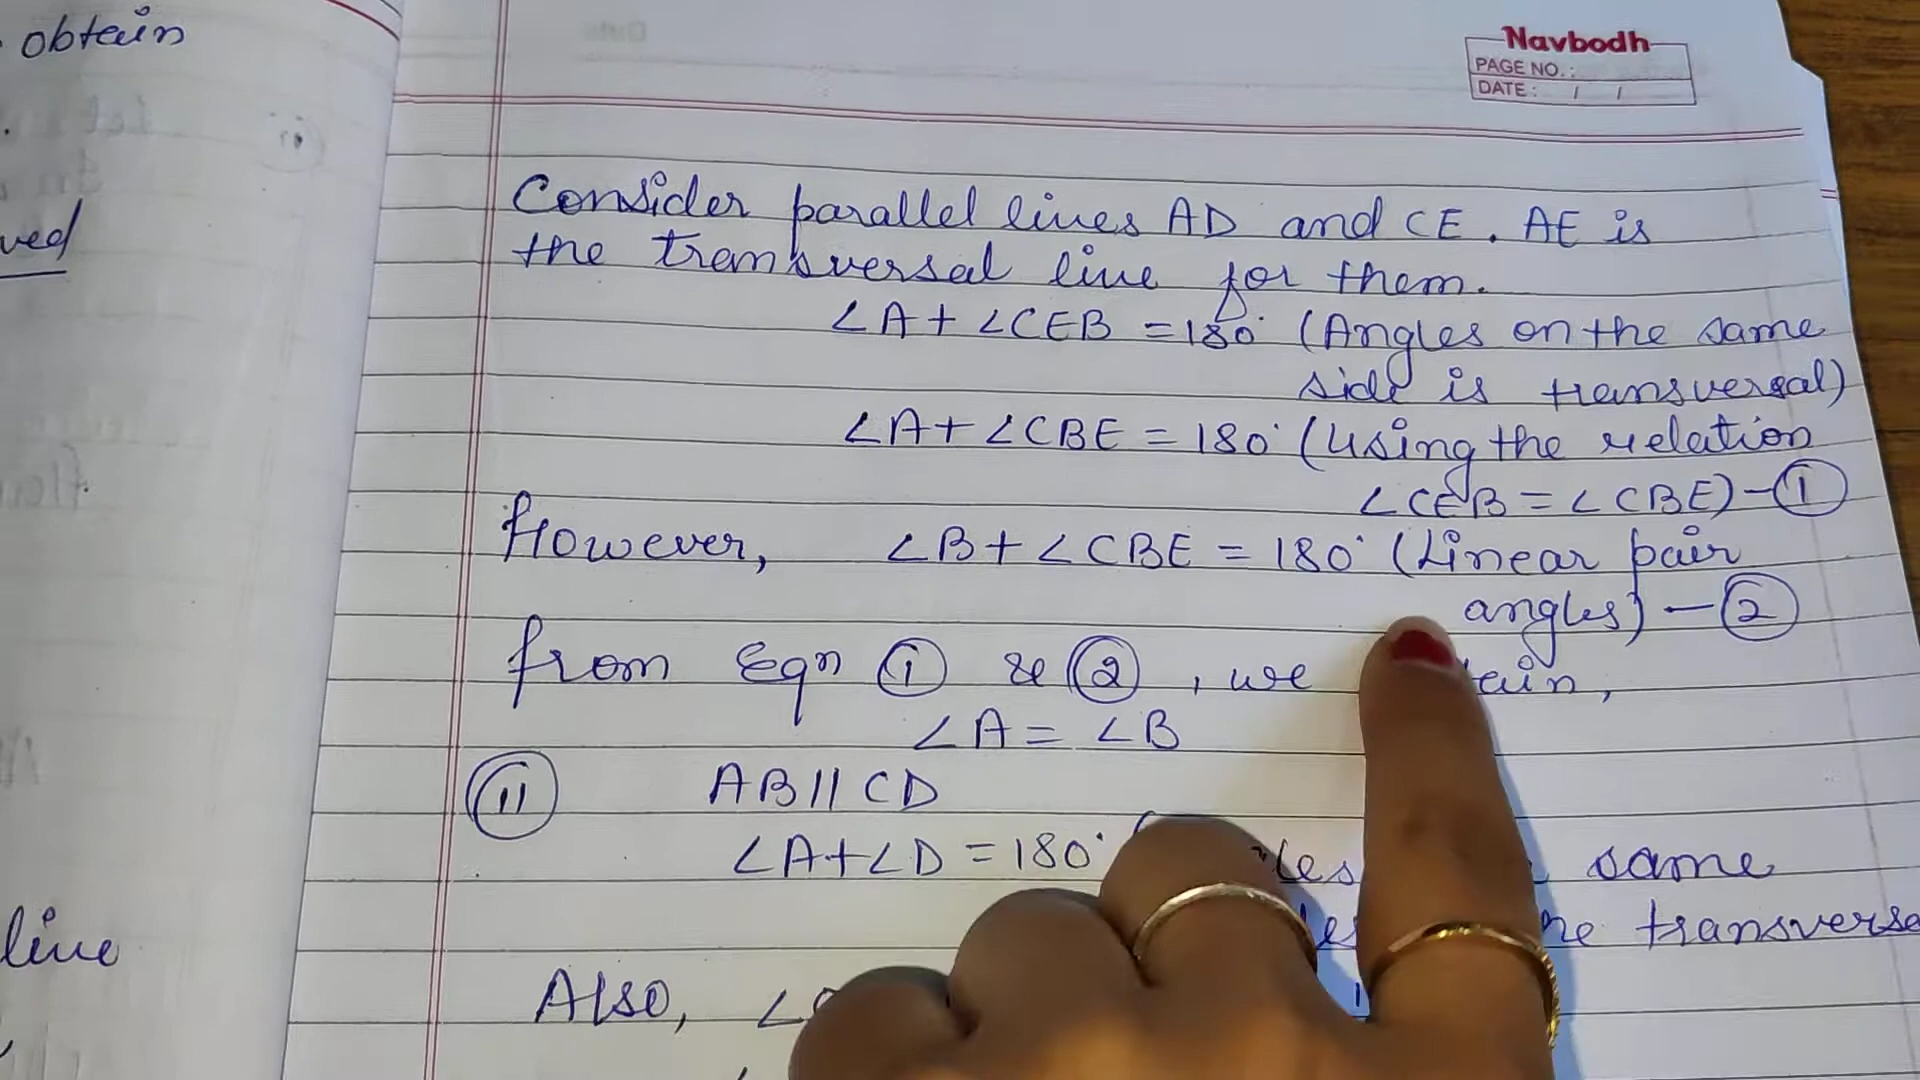 obtain
ved
line
Navbodh
PAGE NO.:
DATE: / /
Consider parallel lines AD and CE. AE is
the transversal line for them.
∠A + ∠CEB = 180° (Angles on the same
side is transversal)
∠A + ∠CBE = 180° (Using the relation
∠CEB = ∠CBE) - ①
However, ∠B + ∠CBE = 180° (Linear pair
angles) - ②
from Eqn ① & ②, we
∠A = ∠B
(ii) AB || CD
∠A + ∠D = 180° ( same
transverse
Also,